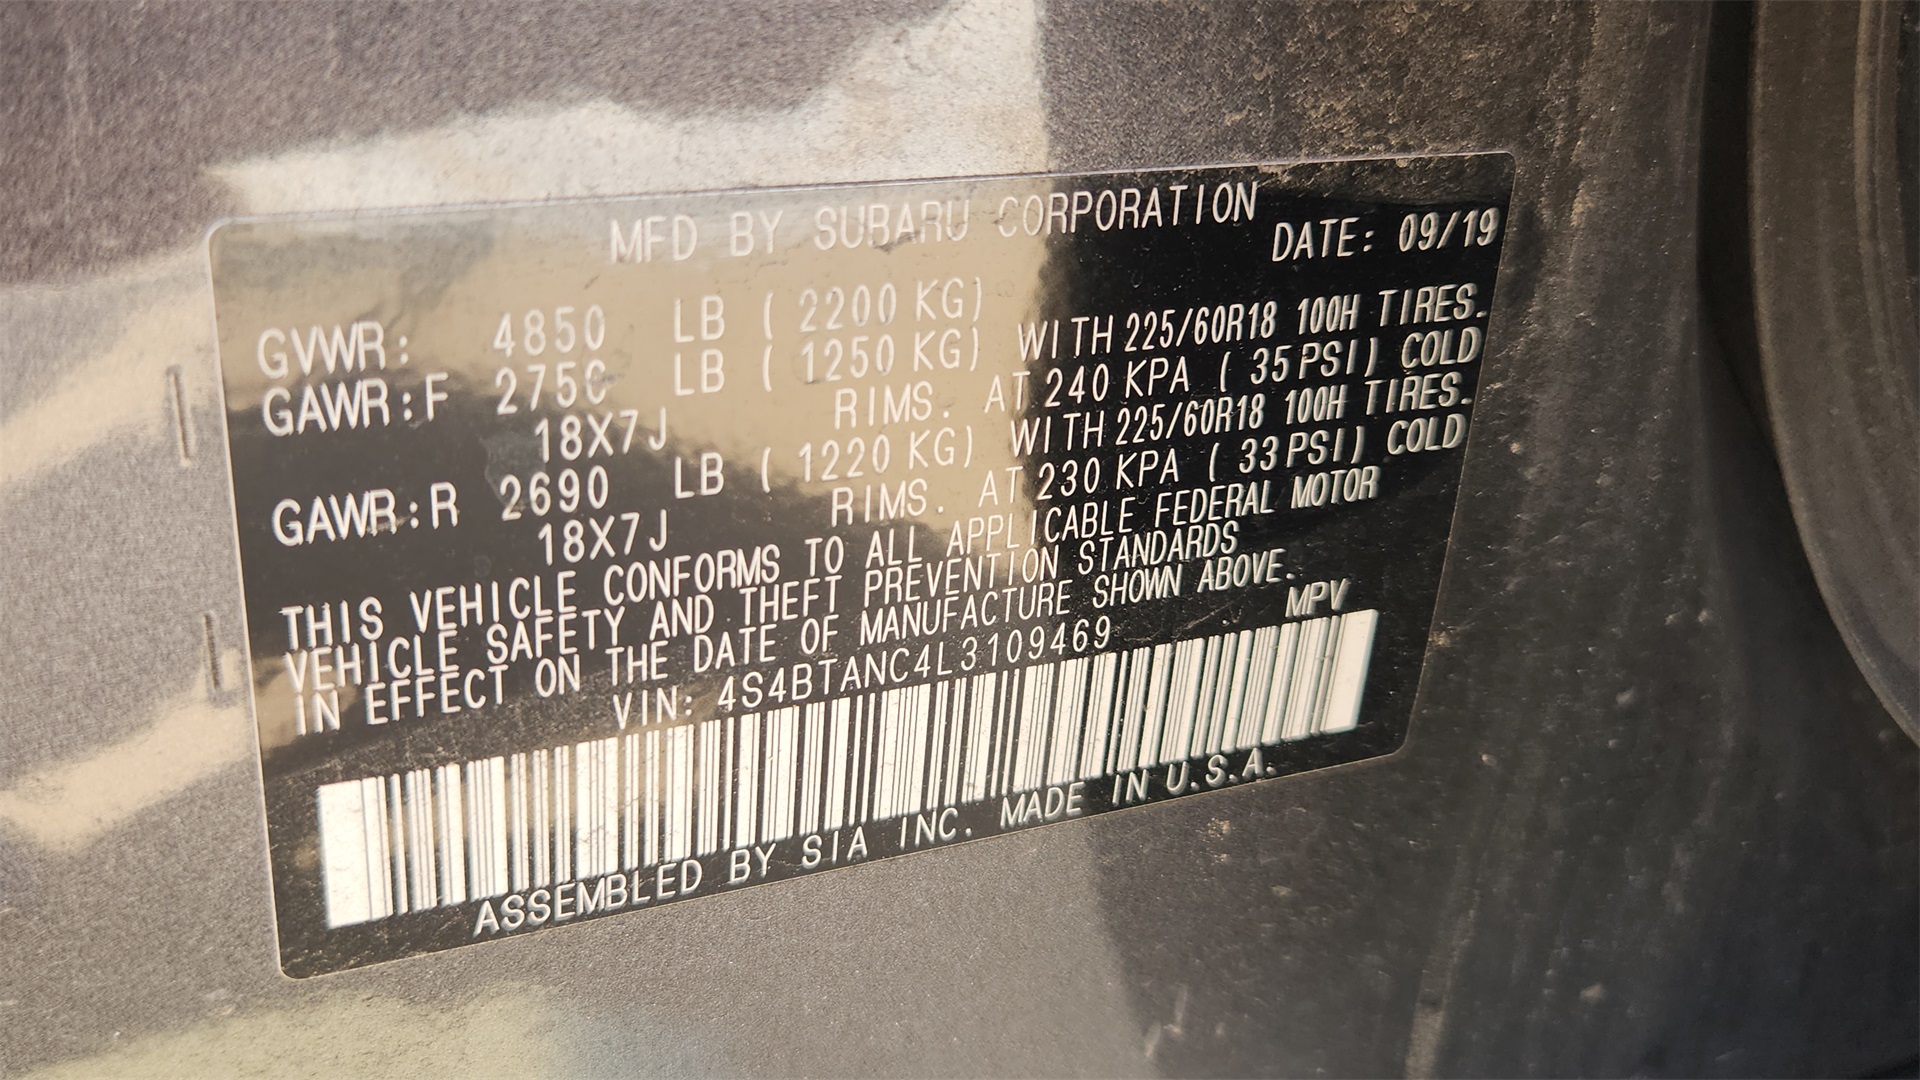 MFD BY SUBARU CORPORATION
DATE: 09/19
GVWR: 4850 LB ( 2200 KG)
GAWR:F 2750 LB ( 1250 KG) WITH 225/60R18 100H TIRES.
18X7J RIMS. AT 240 KPA ( 35 PSI) COLD
GAWR:R 2690 LB ( 1220 KG) WITH 225/60R18 100H TIRES.
18X7J RIMS. AT 230 KPA ( 33 PSI) COLD
THIS VEHICLE CONFORMS TO ALL APPLICABLE FEDERAL MOTOR
VEHICLE SAFETY AND THEFT PREVENTION STANDARDS
IN EFFECT ON THE DATE OF MANUFACTURE SHOWN ABOVE.
VIN: 4S4BTANC4L3109469 MPV
ASSEMBLED BY SIA INC. MADE IN U.S.A.